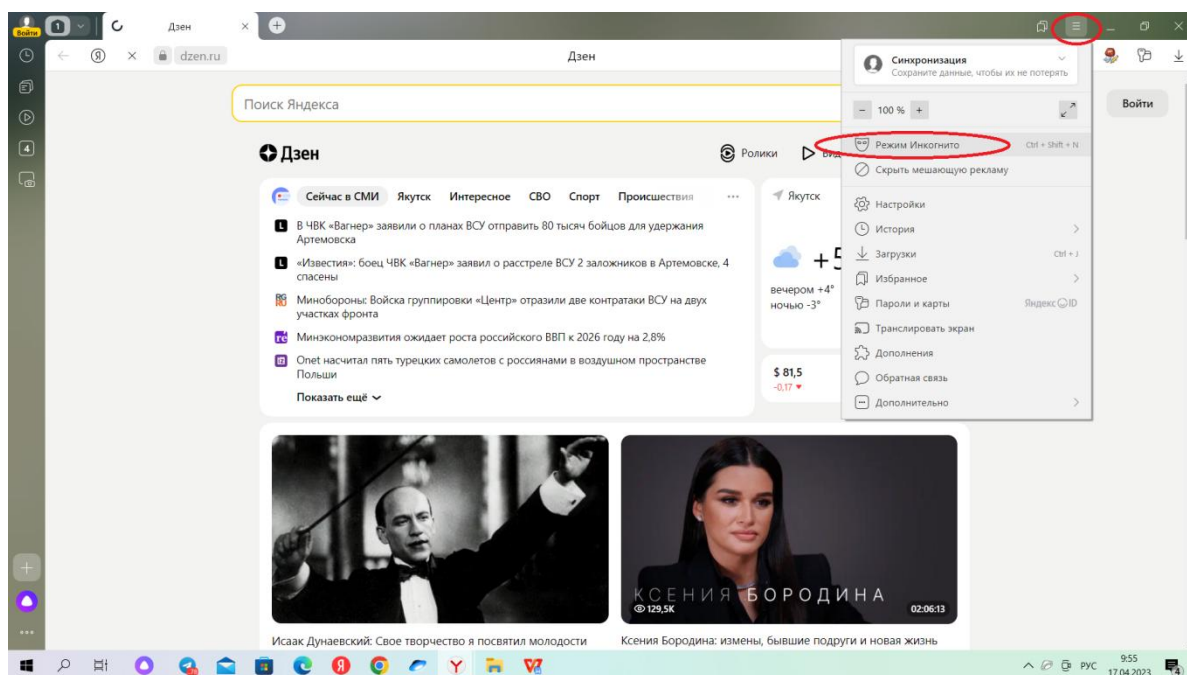 Войти
1
Дзен
dzen.ru
Дзен
4
Поиск Яндекса
Войти
Дзен
Ролики
Сейчас в СМИ Якутск Интересное СВО Спорт Происшествия
В ЧВК «Вагнер» заявили о планах ВСУ отправить 80 тысяч бойцов для удержания
Артемовска
«Известия»: боец ЧВК «Вагнер» заявил о расстреле ВСУ 2 заложников в Артемовске, 4
спасены
Минобороны: Войска группировки «Центр» отразили две контратаки ВСУ на двух
участках фронта
Минэкономразвития ожидает роста российского ВВП к 2026 году на 2,8%
Onet насчитал пять турецких самолетов с россиянами в воздушном пространстве
Польши
Показать ещё
Якутск
+5
вечером +4°
ночью -3°
$ 81,5
-0,17
Синхронизация
Сохраните данные, чтобы их не потерять
− 100 % +
Режим Инкогнито Ctrl + Shift + N
Скрыть мешающую рекламу
Настройки
История
Загрузки Ctrl + J
Избранное
Пароли и карты Яндекс ID
Транслировать экран
Дополнения
Обратная связь
Дополнительно
КСЕНИЯ БОРОДИНА
129,5K
02:06:13
Исаак Дунаевский: Свое творчество я посвятил молодости
Ксения Бородина: измены, бывшие подруги и новая жизнь
РУС
9:55
17.04.2023
4